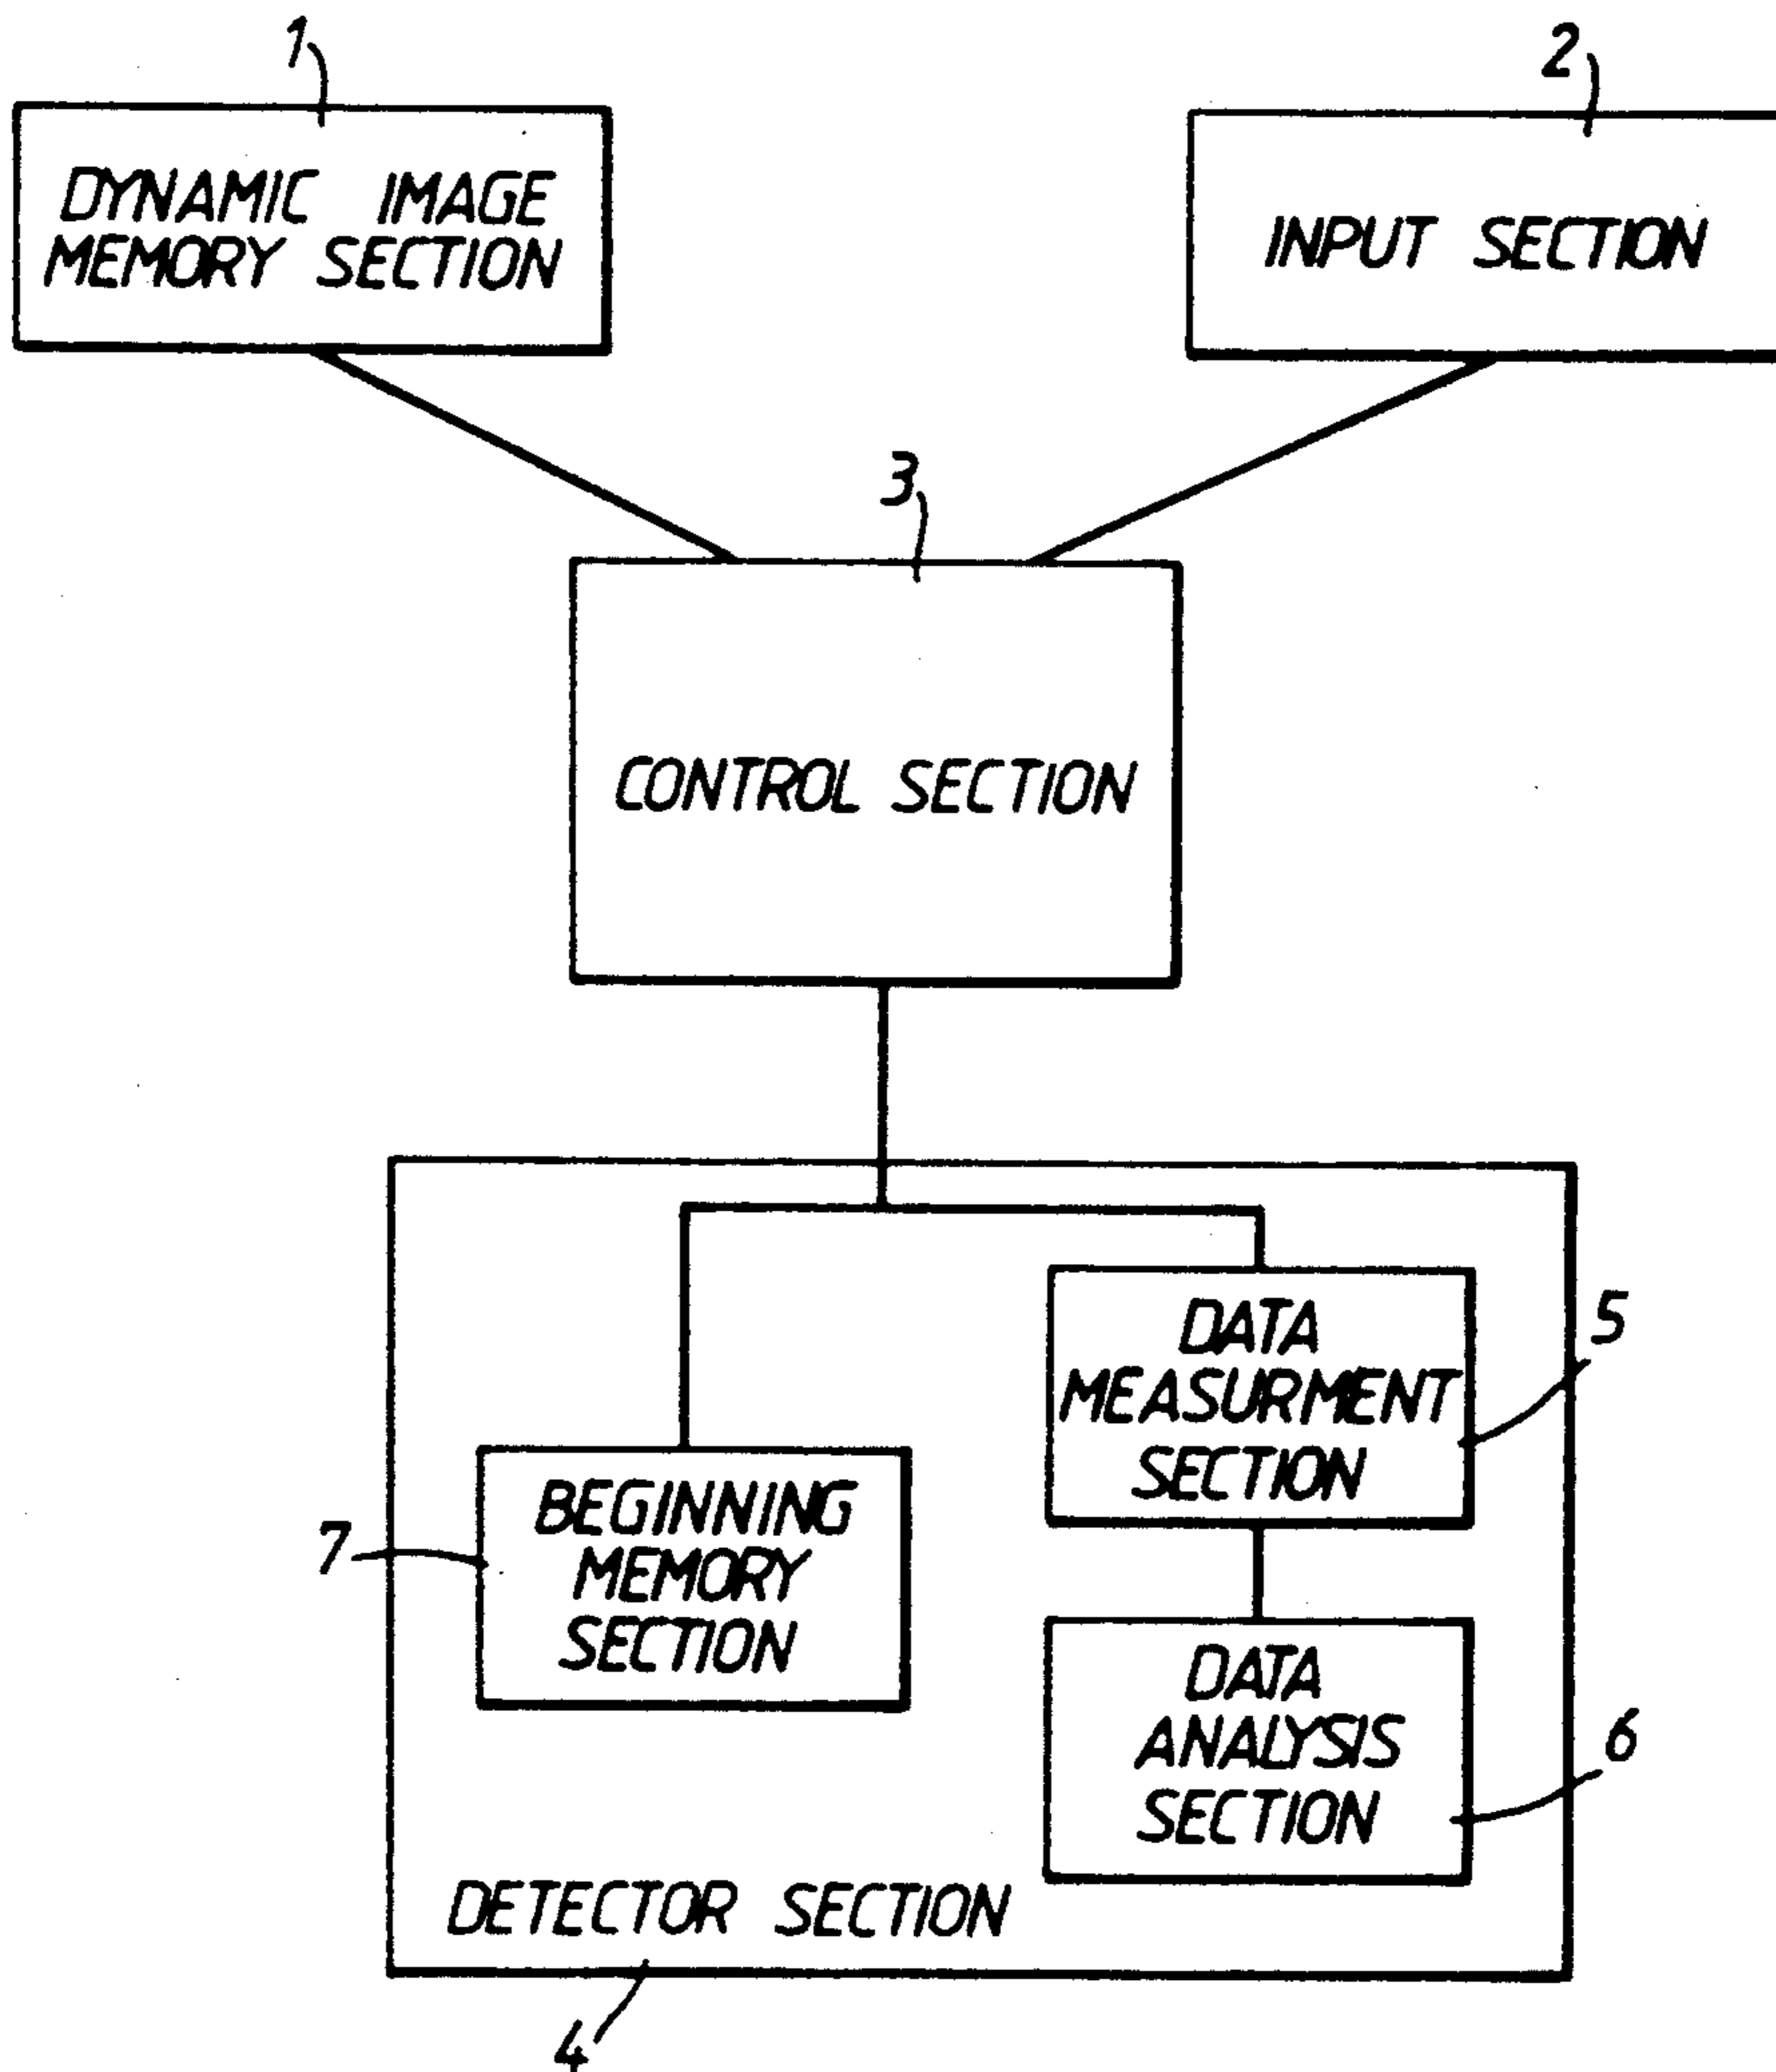 1
2
DYNAMIC IMAGE
MEMORY SECTION
INPUT SECTION
3
CONTROL SECTION
5
DATA
MEASURMENT
SECTION
7
BEGINNING
MEMORY
SECTION
6
DATA
ANALYSIS
SECTION
DETECTOR SECTION
4